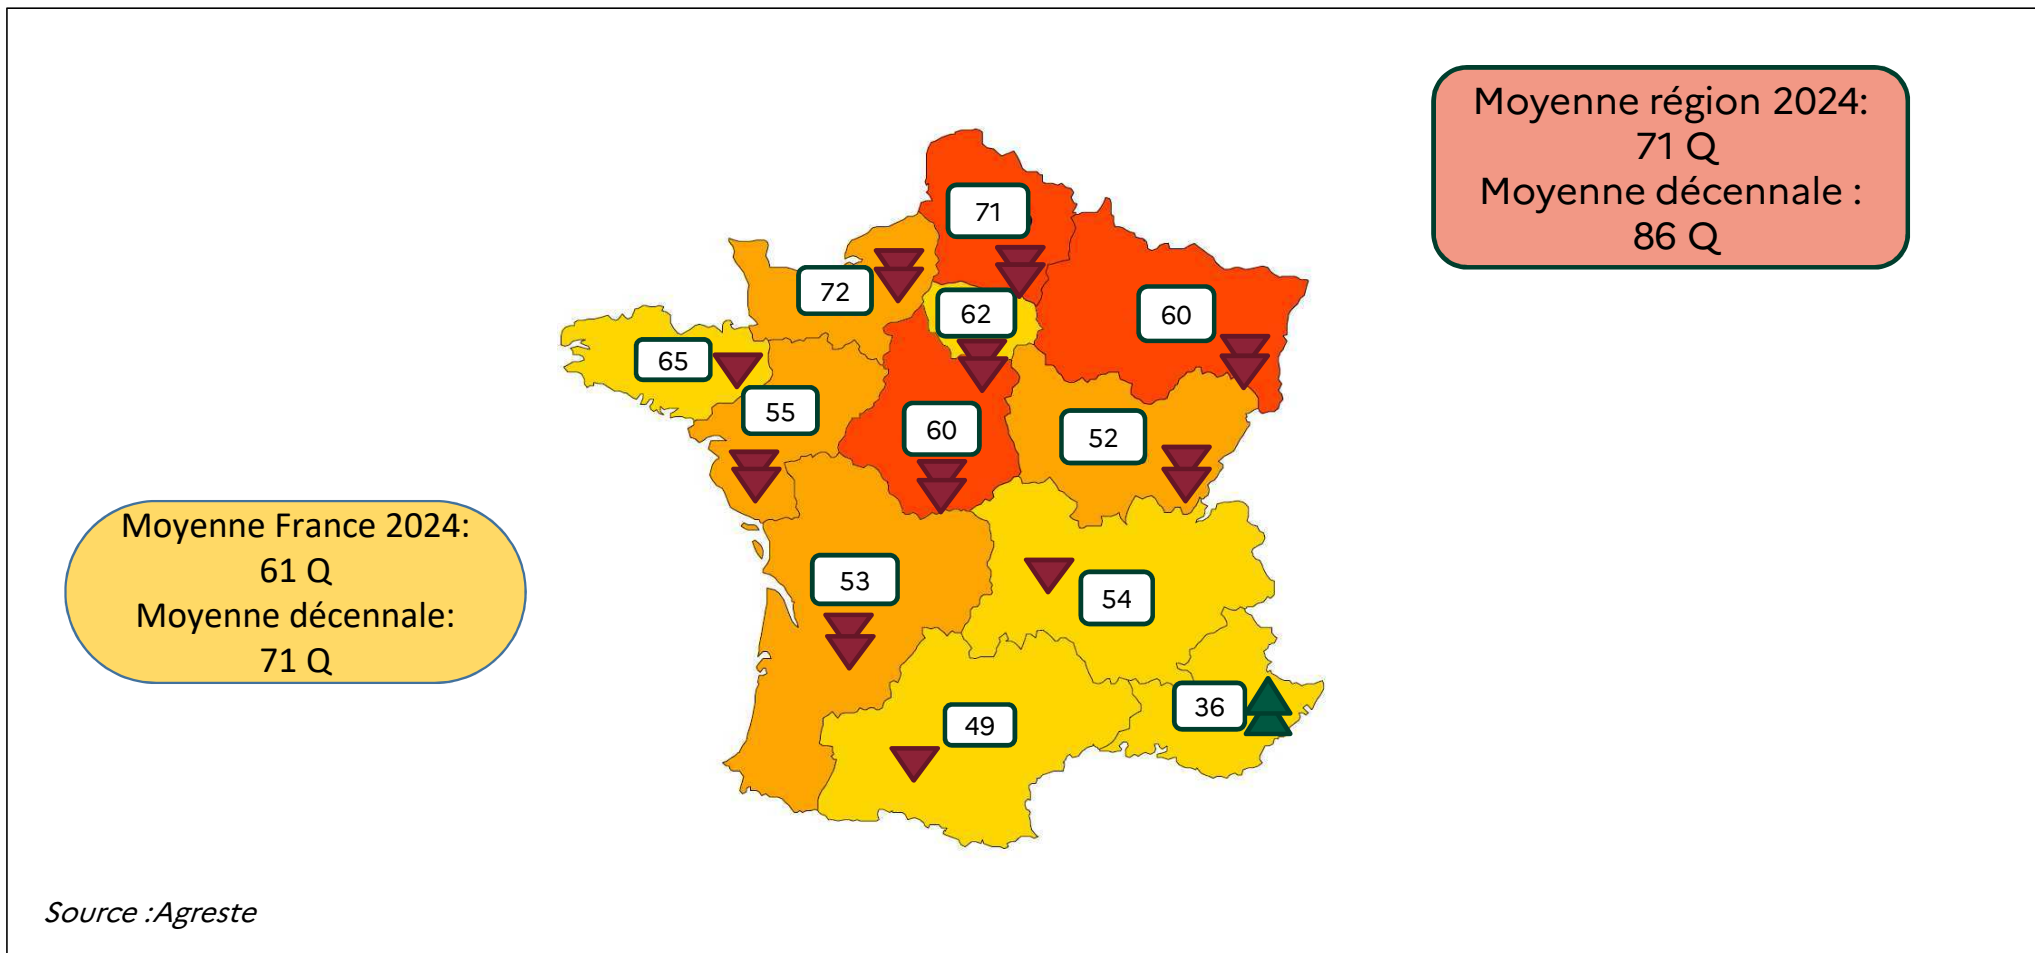 Moyenne région 2024:
71 Q
Moyenne décennale :
86 Q
71
72
62
60
65
55
60
52
Moyenne France 2024:
61 Q
Moyenne décennale:
71 Q
53
54
36
49
Source :Agreste